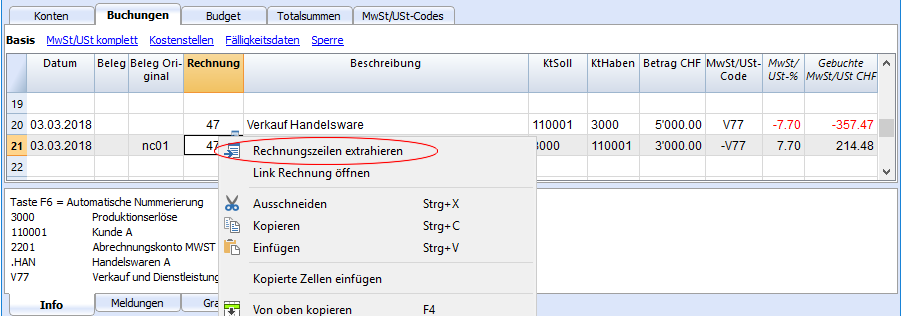 Konten Buchungen Budget Totalsummen MwSt/USt-Codes
Basis MwSt/USt komplett Kostenstellen Fälligkeitsdaten Sperre
Datum Beleg Beleg Ori-ginal Rechnung Beschreibung KtSoll KtHaben Betrag CHF MwSt/USt-Code MwSt/USt-% Gebuchte MwSt/USt CHF
19
20 03.03.2018 47 Verkauf Handelsware 110001 3000 5'000.00 V77 -7.70 -357.47
21 03.03.2018 nc01 47 3000 110001 3'000.00 -V77 7.70 214.48
22
Rechnungszeilen extrahieren
Link Rechnung öffnen
Ausschneiden Strg+X
Kopieren Strg+C
Einfügen Strg+V
Kopierte Zellen einfügen
Von oben kopieren F4
Taste F6 = Automatische Nummerierung
3000 Produktionserlöse
110001 Kunde A
2201 Abrechnungskonto MWST
.HAN Handelswaren A
V77 Verkauf und Dienstleistung
Info Meldungen Gra